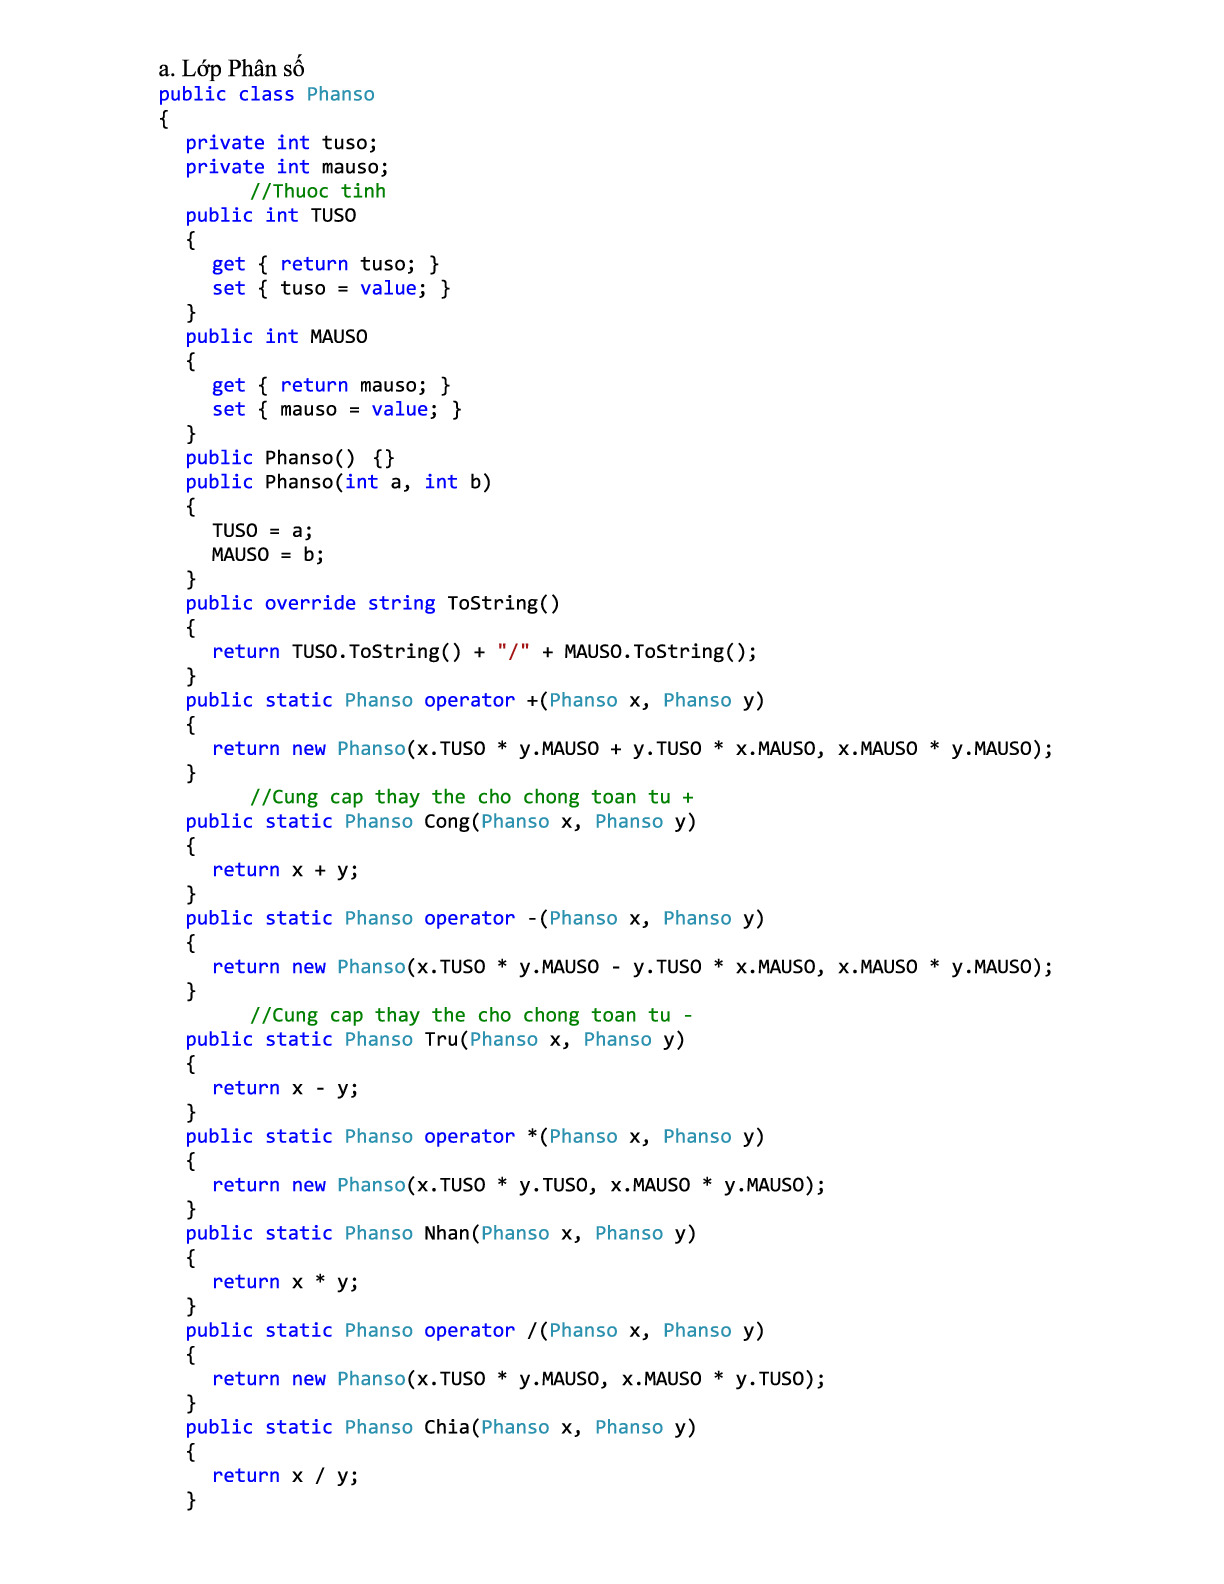 a. Lớp Phân số
public class Phanso
{
private int tuso;
private int mauso;
//Thuoc tinh
public int TUSO
{
get { return tuso; }
set { tuso = value; }
}
public int MAUSO
{
get { return mauso; }
set { mauso = value; }
}
public Phanso() {}
public Phanso(int a, int b)
{
TUSO = a;
MAUSO = b;
}
public override string ToString()
{
return TUSO.ToString() + "/" + MAUSO.ToString();
}
public static Phanso operator +(Phanso x, Phanso y)
{
return new Phanso(x.TUSO * y.MAUSO + y.TUSO * x.MAUSO, x.MAUSO * y.MAUSO);
}
//Cung cap thay the cho chong toan tu +
public static Phanso Cong(Phanso x, Phanso y)
{
return x + y;
}
public static Phanso operator -(Phanso x, Phanso y)
{
return new Phanso(x.TUSO * y.MAUSO - y.TUSO * x.MAUSO, x.MAUSO * y.MAUSO);
}
//Cung cap thay the cho chong toan tu -
public static Phanso Tru(Phanso x, Phanso y)
{
return x - y;
}
public static Phanso operator *(Phanso x, Phanso y)
{
return new Phanso(x.TUSO * y.TUSO, x.MAUSO * y.MAUSO);
}
public static Phanso Nhan(Phanso x, Phanso y)
{
return x * y;
}
public static Phanso operator /(Phanso x, Phanso y)
{
return new Phanso(x.TUSO * y.MAUSO, x.MAUSO * y.TUSO);
}
public static Phanso Chia(Phanso x, Phanso y)
{
return x / y;
}